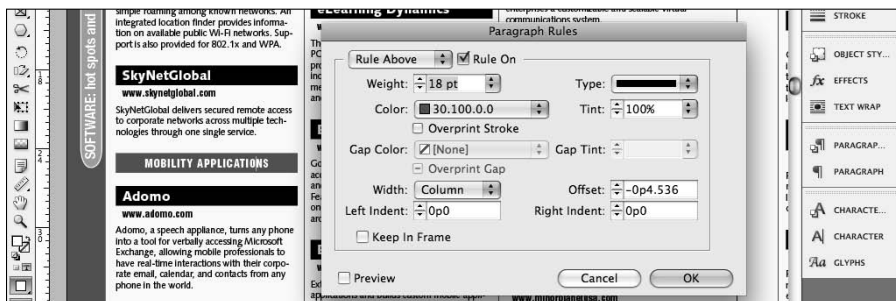 simple roaming among known networks. An
integrated location finder provides informa-
tion on available public Wi-Fi networks. Sup-
port is also provided for 802.1x and WPA.
SkyNetGlobal
www.skynetglobal.com
SkyNetGlobal delivers secured remote access
to corporate networks across multiple tech-
nologies through one single service.
MOBILITY APPLICATIONS
Adomo
www.adomo.com
Adomo, a speech appliance, turns any phone
into a tool for verbally accessing Microsoft
Exchange, allowing mobile professionals to
have real-time interactions with their corpo-
rate email, calendar, and contacts from any
phone in the world.
SOFTWARE: hot spots and
eLearning Dynamics
communications system.
Paragraph Rules
Rule Above Rule On
Weight: 18 pt Type:
Color: 30.100.0.0 Tint: 100%
Overprint Stroke
Gap Color: [None] Gap Tint:
Overprint Gap
Width: Column Offset: -0p4.536
Left Indent: 0p0 Right Indent: 0p0
Keep In Frame
Preview Cancel OK
www.minorplanetusa.com
STROKE
OBJECT STY...
fx EFFECTS
TEXT WRAP
PARAGRAP...
PARAGRAPH
CHARACTE...
CHARACTER
GLYPHS